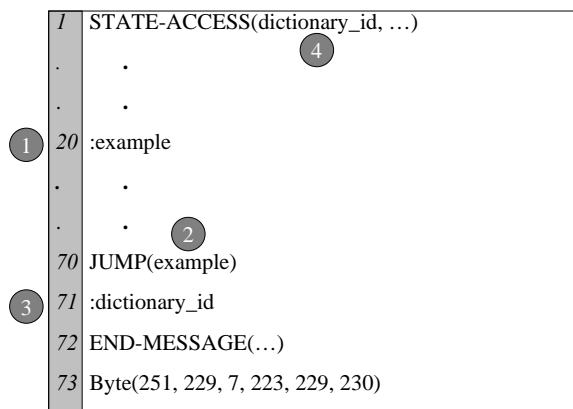 1 STATE-ACCESS(dictionary_id, …)
4
. .
. .
1 20 :example
. .
. .
2
70 JUMP(example)
3 71 :dictionary_id
72 END-MESSAGE(…)
73 Byte(251, 229, 7, 223, 229, 230)